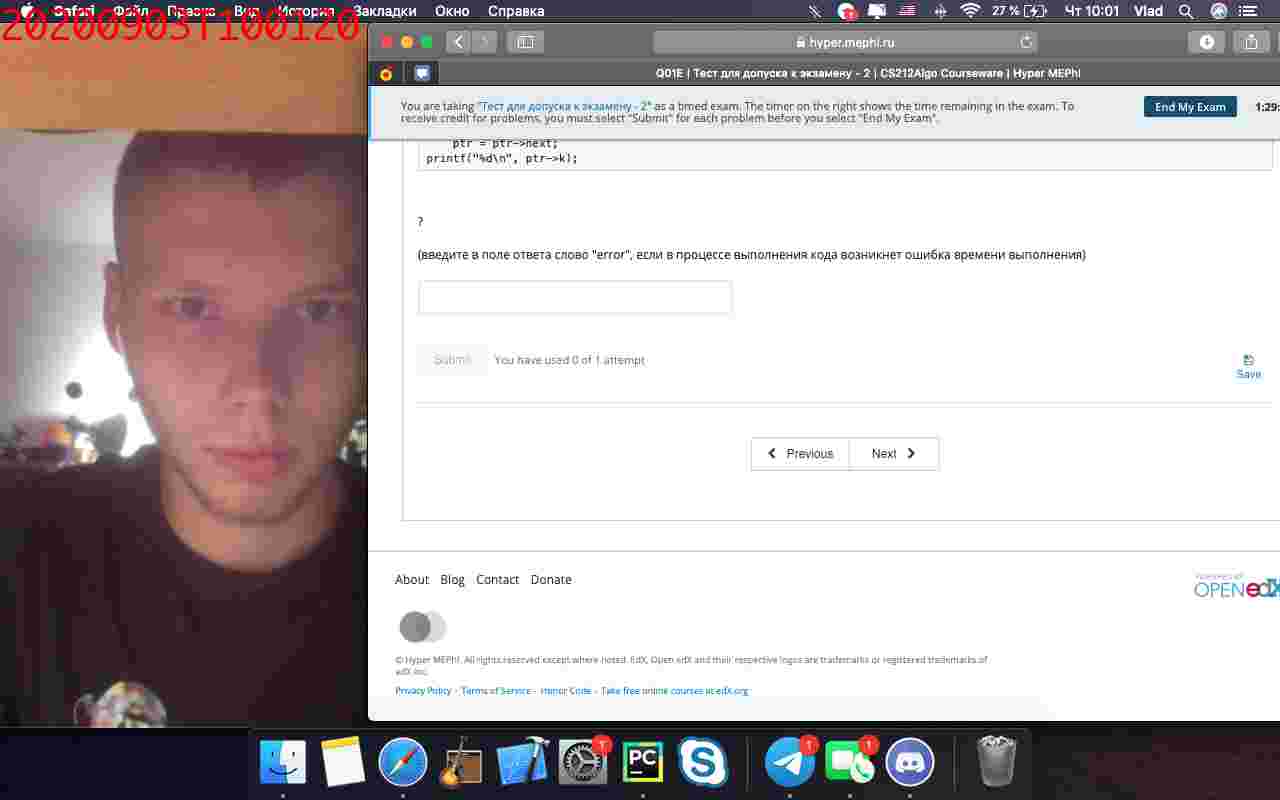 20200903T100120
Safari Файл Правка Вид История Закладки Окно Справка
27 % Чт 10:01 Vlad
hyper.mephi.ru
Q01E | Тест для допуска к экзамену - 2 | CS212Algo Courseware | Hyper MEPhI
You are taking "Тест для допуска к экзамену - 2" as a timed exam. The timer on the right shows the time remaining in the exam. To
receive credit for problems, you must select "Submit" for each problem before you select "End My Exam".
End My Exam
1:29:
ptr = ptr->next;
printf("%d\n", ptr->k);
?
(введите в поле ответа слово "error", если в процессе выполнения кода возникнет ошибка времени выполнения)
Submit
You have used 0 of 1 attempt
Save
Previous
Next
About Blog Contact Donate
POWERED BY
OPEN edX
© Hyper MEPhI. All rights reserved except where noted. EdX, Open edX and their respective logos are trademarks or registered trademarks of
edX Inc.
Privacy Policy - Terms of Service - Honor Code - Take free online courses at edX.org
1
PC
1
1